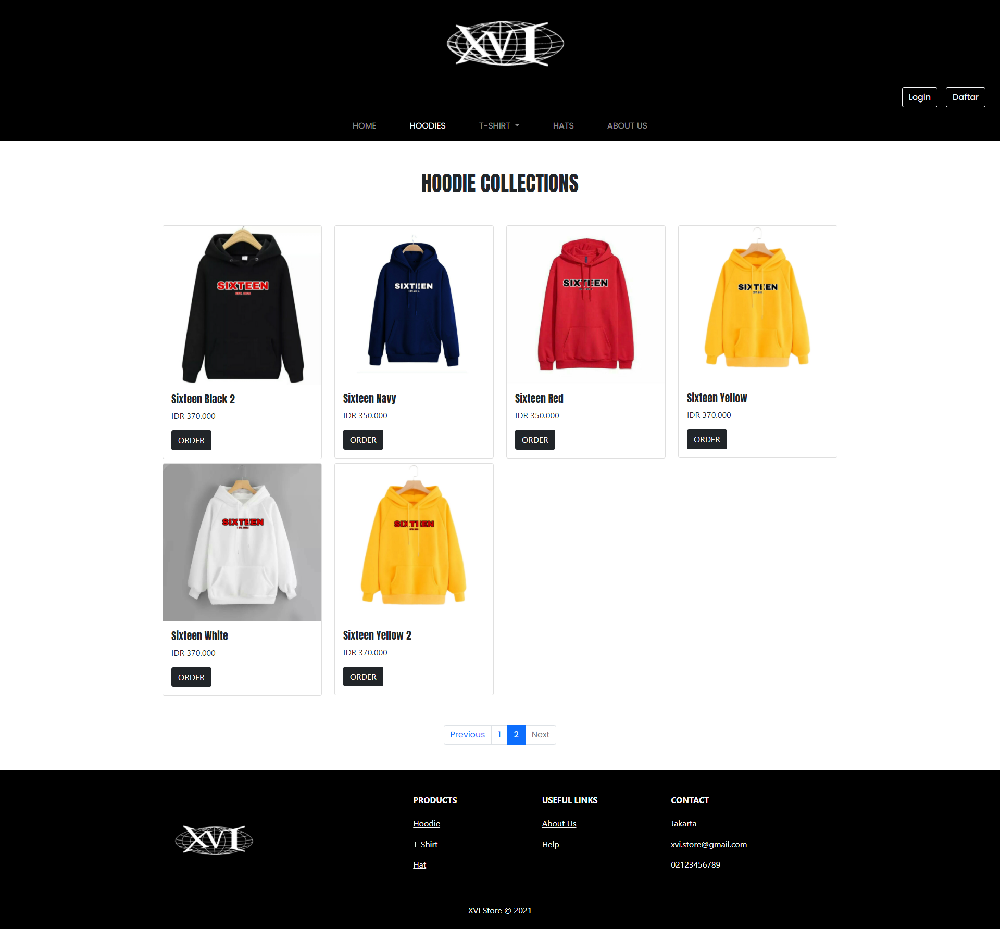 XVI
Login Daftar
HOME HOODIES T-SHIRT HATS ABOUT US
HOODIE COLLECTIONS
SIXTEEN
EST. 2021
SIXTEEN
SIXTEEN
SIXTEEN
Sixteen Black 2
IDR 370.000
ORDER
Sixteen Navy
IDR 350.000
ORDER
Sixteen Red
IDR 350.000
ORDER
Sixteen Yellow
IDR 370.000
ORDER
SIXTEEN
SIXTEEN
Sixteen White
IDR 370.000
ORDER
Sixteen Yellow 2
IDR 370.000
ORDER
Previous 1 2 Next
XVI
PRODUCTS
Hoodie
T-Shirt
Hat
USEFUL LINKS
About Us
Help
CONTACT
Jakarta
xvi.store@gmail.com
02123456789
XVI Store © 2021